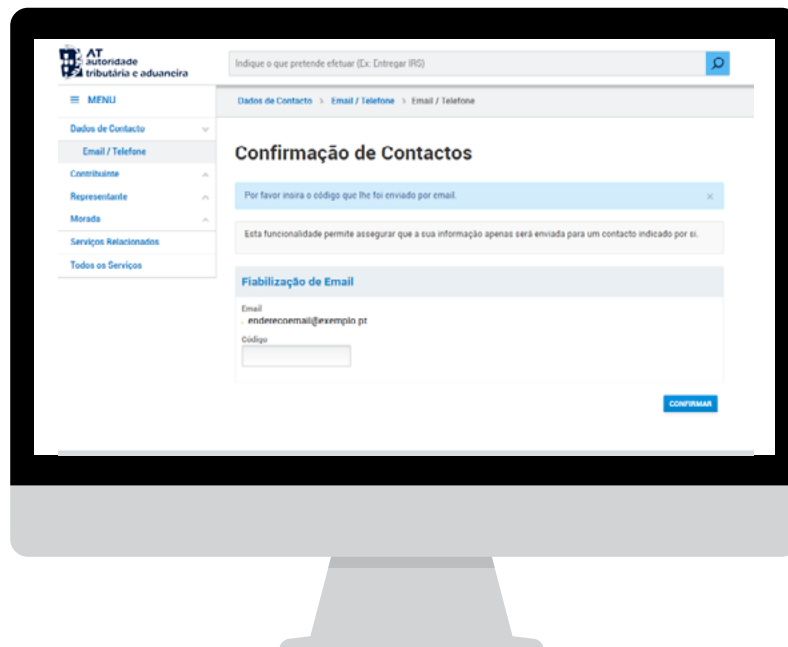 AT
autoridade
tributária e aduaneira
Indique o que pretende efetuar (Ex: Entregar IRS)
MENU
Dados de Contacto > Email / Telefone > Email / Telefone
Dados de Contacto
Email / Telefone
Contribuinte
Representante
Morada
Serviços Relacionados
Todos os Serviços
Confirmação de Contactos
Por favor insira o código que lhe foi enviado por email.
Esta funcionalidade permite assegurar que a sua informação apenas será enviada para um contacto indicado por si.
Fiabilização de Email
Email
enderecoemail@exemplo.pt
Código
CONFIRMAR